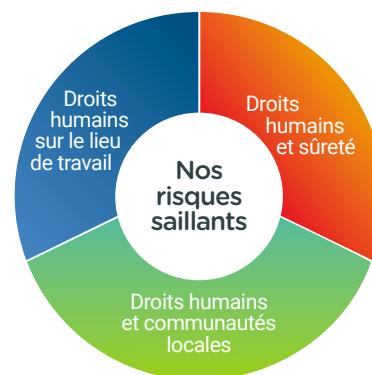 Droits
humains
sur le lieu
de travail
Droits
humains
et sûreté
Nos
risques
saillants
Droits humains
et communautés
locales